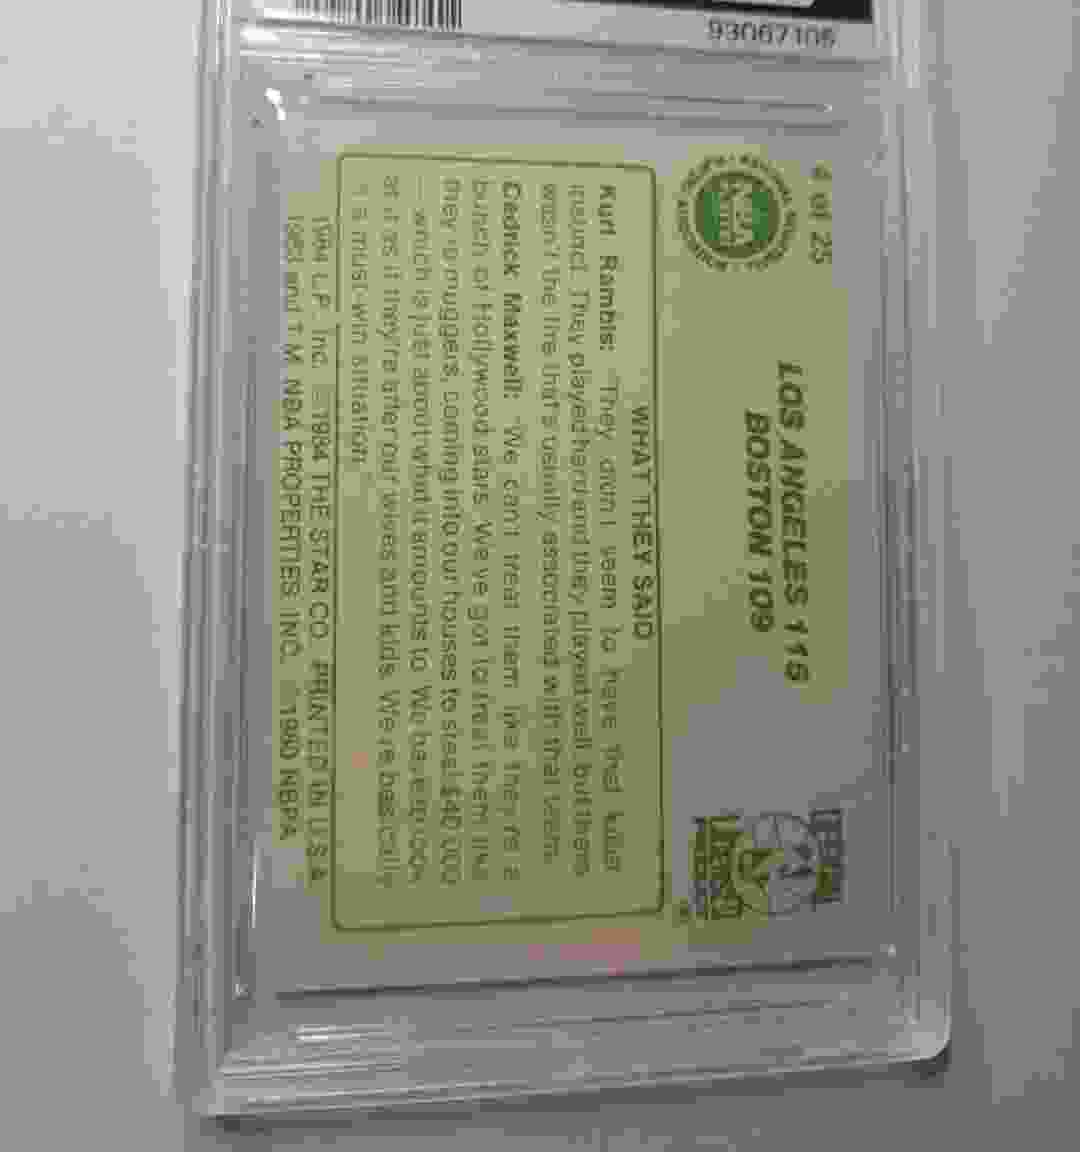 93067106
4 of 25
NBA
LOS ANGELES 115
BOSTON 109
WHAT THEY SAID
Kurt Rambis: "They didn't seem to have that killer
instinct. They played hard and they played well, but there
wasn't the fire that's usually associated with that team."
Cedrick Maxwell: "We can't treat them like they're a
bunch of Hollywood stars. We've got to treat them like
they're muggers, coming into our houses to steal $40,000
— which is just about what it amounts to. We have to look
at it as if they're after our wives and kids. We're basically
in a must-win situation."
1984 L.P. Inc. ©1984 THE STAR CO. PRINTED IN U.S.A.
1983 and T.M. NBA PROPERTIES, INC. ©1980 NBPA